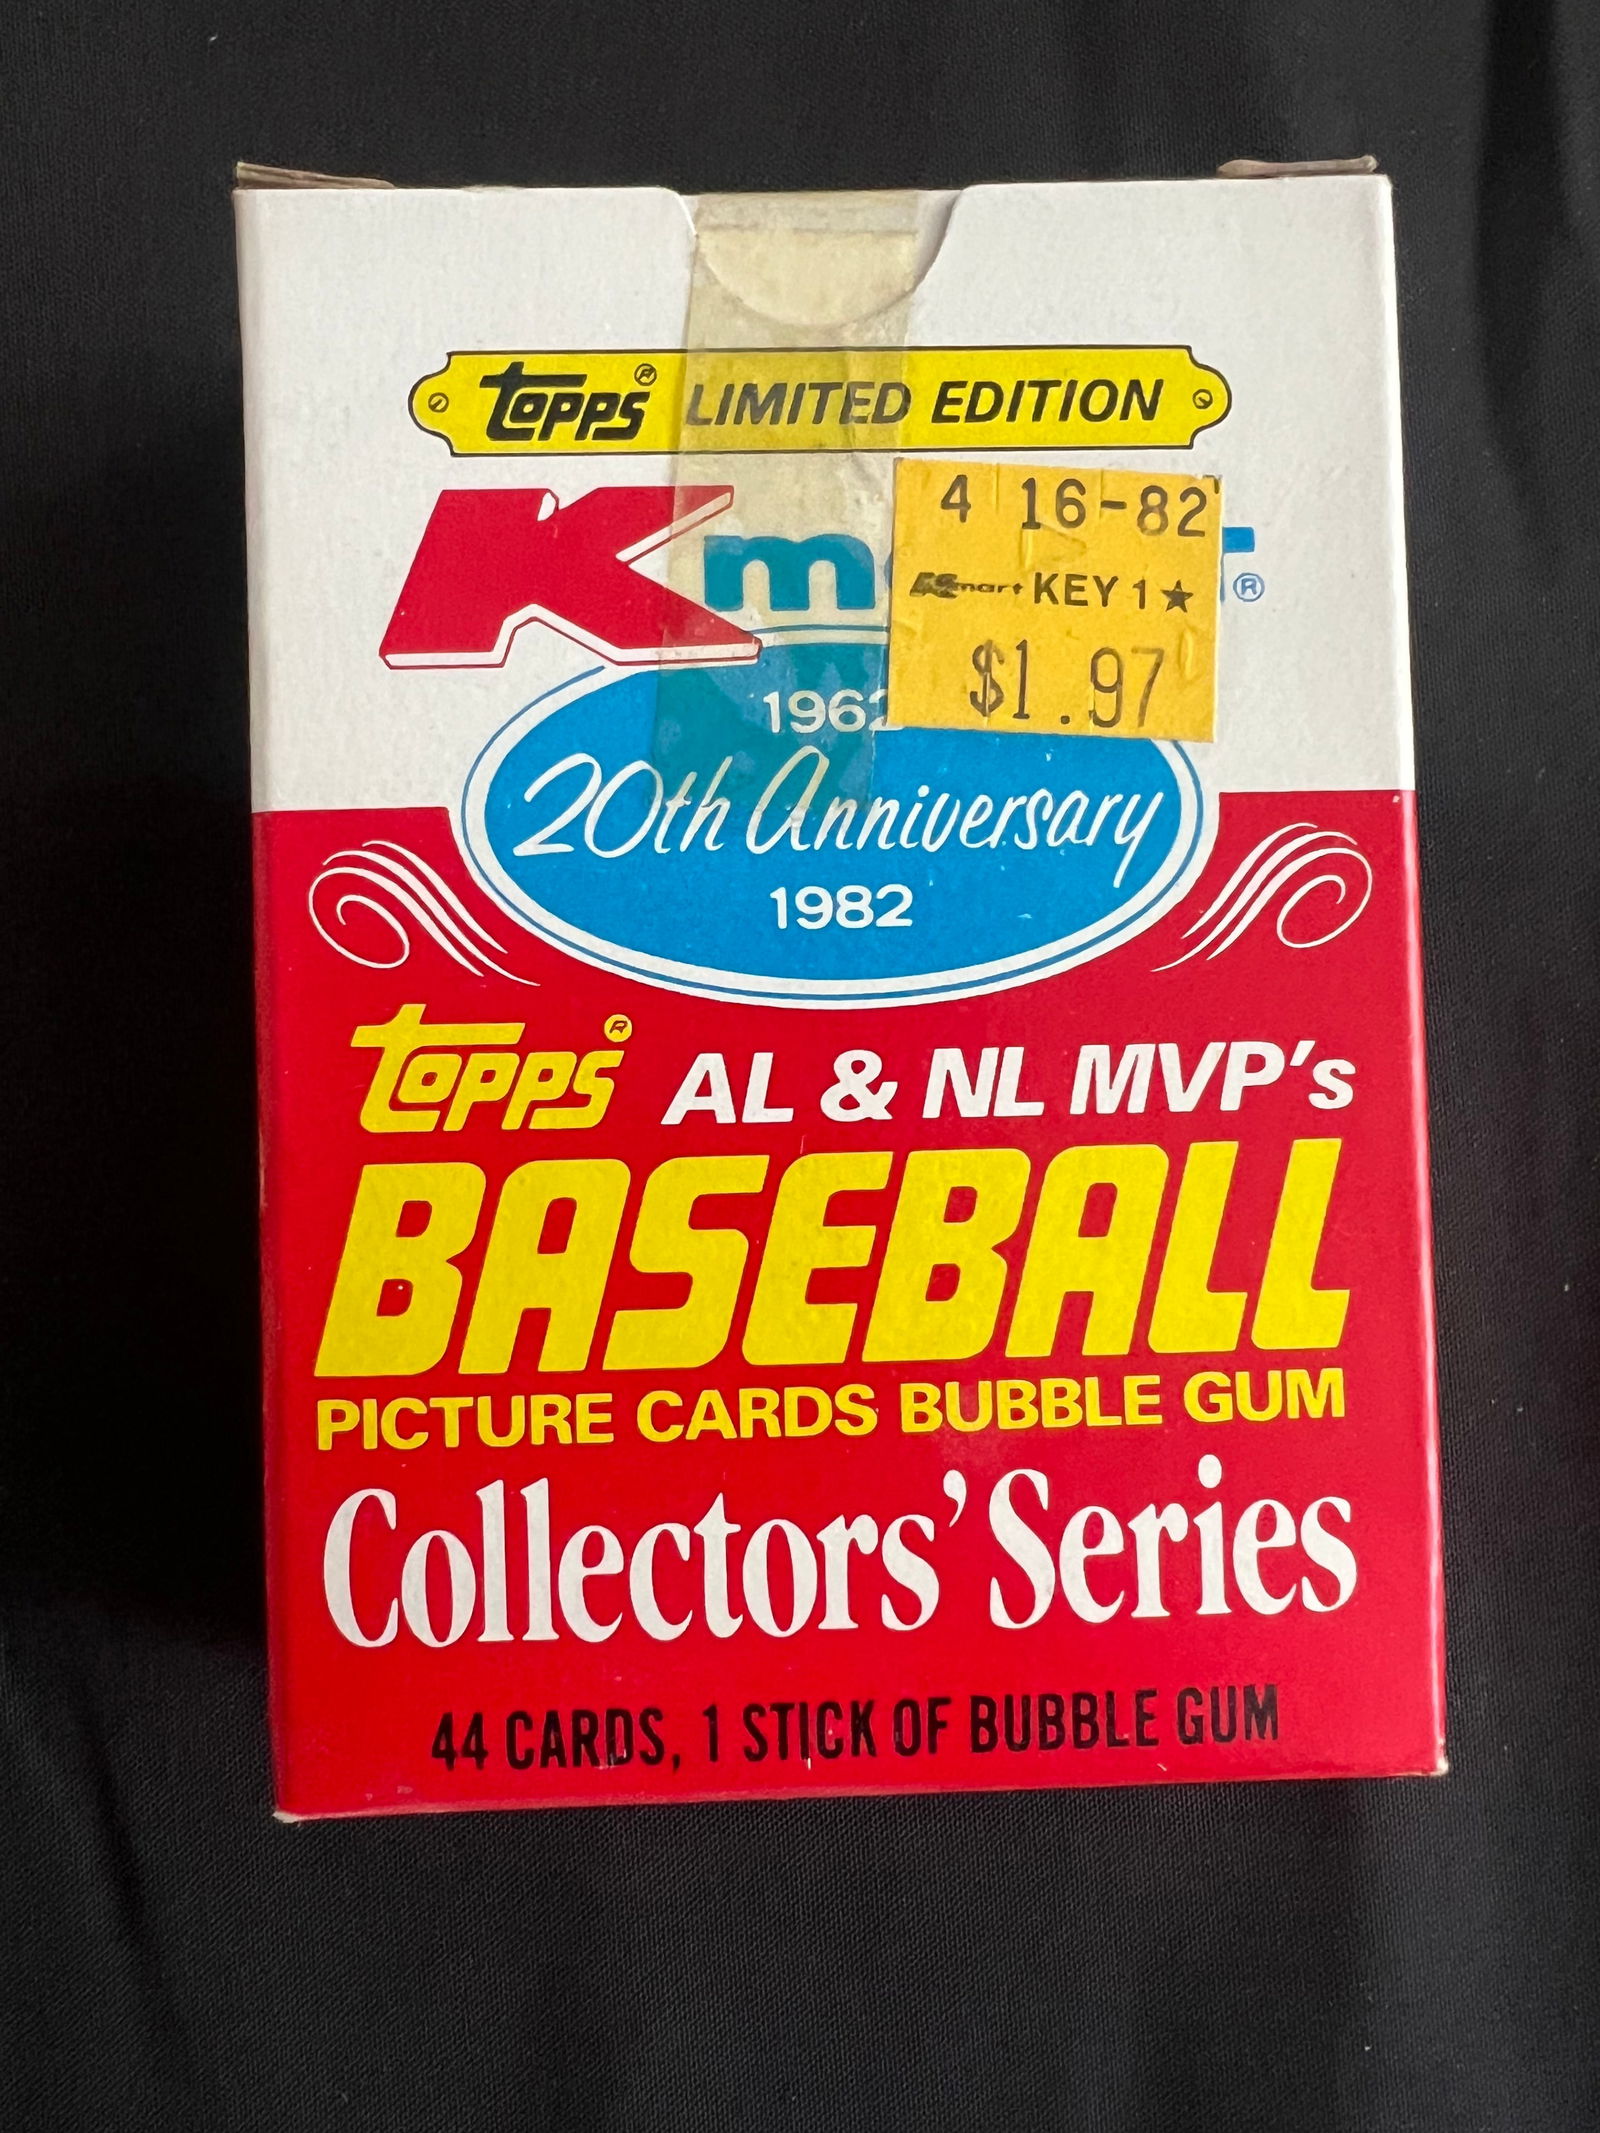 Topps® LIMITED EDITION
4 16-82
Kmart KEY 1★
$1.97
K m ®
1962
20th Anniversary
1982
Topps® AL & NL MVP's
BASEBALL
PICTURE CARDS BUBBLE GUM
Collectors' Series
44 CARDS, 1 STICK OF BUBBLE GUM